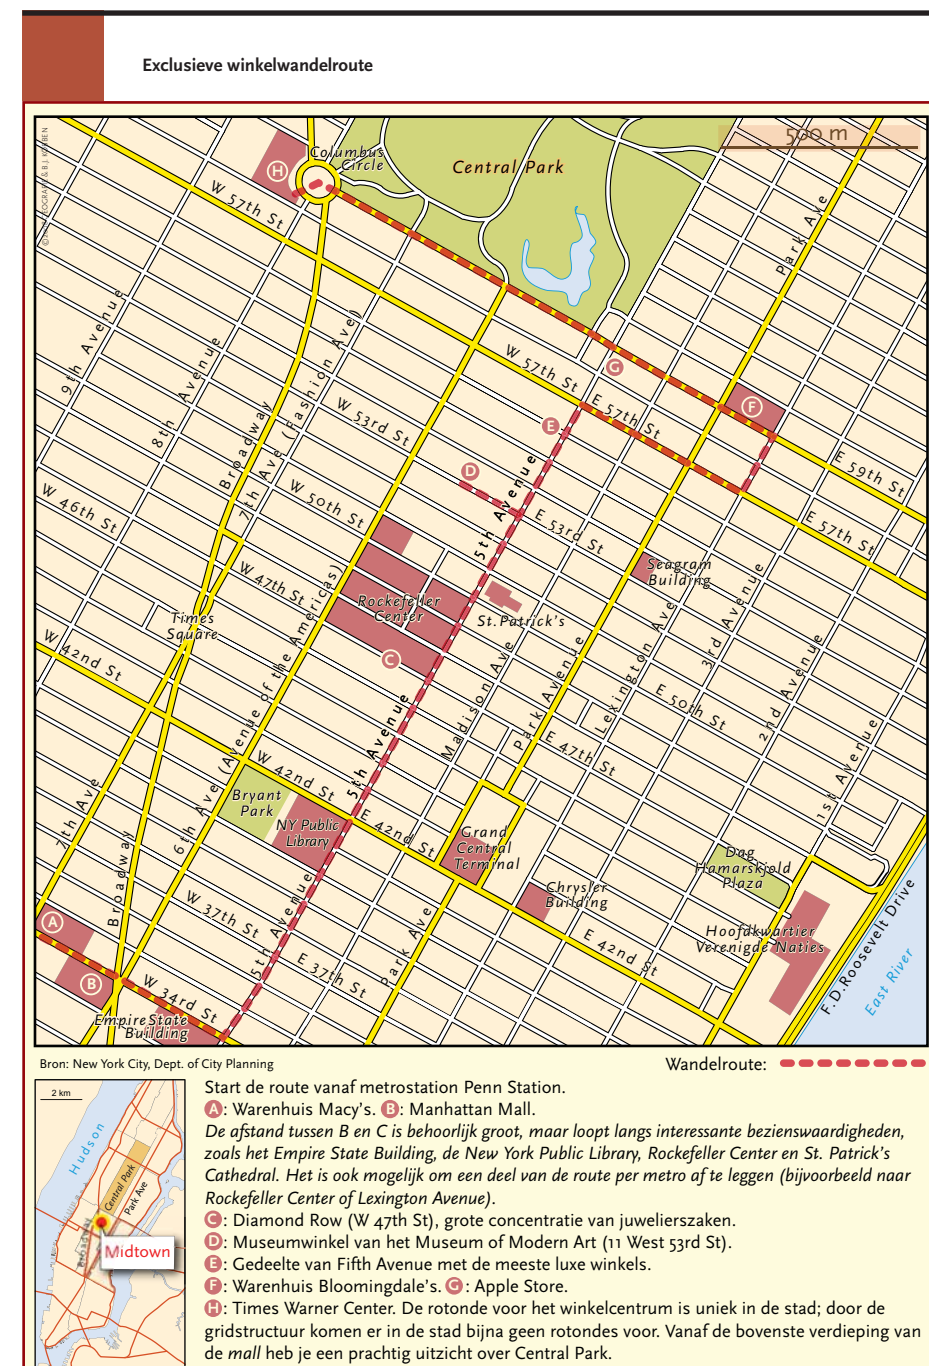 Exclusieve winkelwandelroute
500 m
Columbus
Circle
Central Park
H
W 57th St
Park Ave
9th Avenue
8th Avenue
Broadway
7th Ave (Fashion Ave)
W 57th St
G
E 57th St
F
W 53rd St
E
D
5th Avenue
E 59th St
W 46th St
W 50th St
E 53rd St
E 57th St
W 47th St
Seagram
Building
Rockefeller
Center
St.Patrick's
Times
Square
W 42nd St
C
6th Ave (Avenue of the Americas)
5th Avenue
Madison Ave
Park Avenue
Lexington Ave
3rd Avenue
2nd Avenue
1st Avenue
E 50th St
E 47th St
W 42nd St
Bryant
Park
NY Public
Library
E 42nd St
Grand
Central
Terminal
7th Ave
Broadway
Dag
Hamarskjold
Plaza
Chrysler
Building
W 37th St
5th Avenue
Park Ave
A
Hoofdkwartier
Verenigde Naties
E 42nd St
E 37th St
B
W 34rd St
F.D.Roosevelt Drive
East River
Empire State
Building
Bron: New York City, Dept. of City Planning
Wandelroute:
2 km
Hudson
Central Park
Park Ave
Broadway
Midtown
Start de route vanaf metrostation Penn Station.
A: Warenhuis Macy's. B: Manhattan Mall.
De afstand tussen B en C is behoorlijk groot, maar loopt langs interessante bezienswaardigheden,
zoals het Empire State Building, de New York Public Library, Rockefeller Center en St. Patrick's
Cathedral. Het is ook mogelijk om een deel van de route per metro af te leggen (bijvoorbeeld naar
Rockefeller Center of Lexington Avenue).
C: Diamond Row (W 47th St), grote concentratie van juwelierszaken.
D: Museumwinkel van het Museum of Modern Art (11 West 53rd St).
E: Gedeelte van Fifth Avenue met de meeste luxe winkels.
F: Warenhuis Bloomingdale's. G: Apple Store.
H: Times Warner Center. De rotonde voor het winkelcentrum is uniek in de stad; door de
gridstructuur komen er in de stad bijna geen rotondes voor. Vanaf de bovenste verdieping van
de mall heb je een prachtig uitzicht over Central Park.